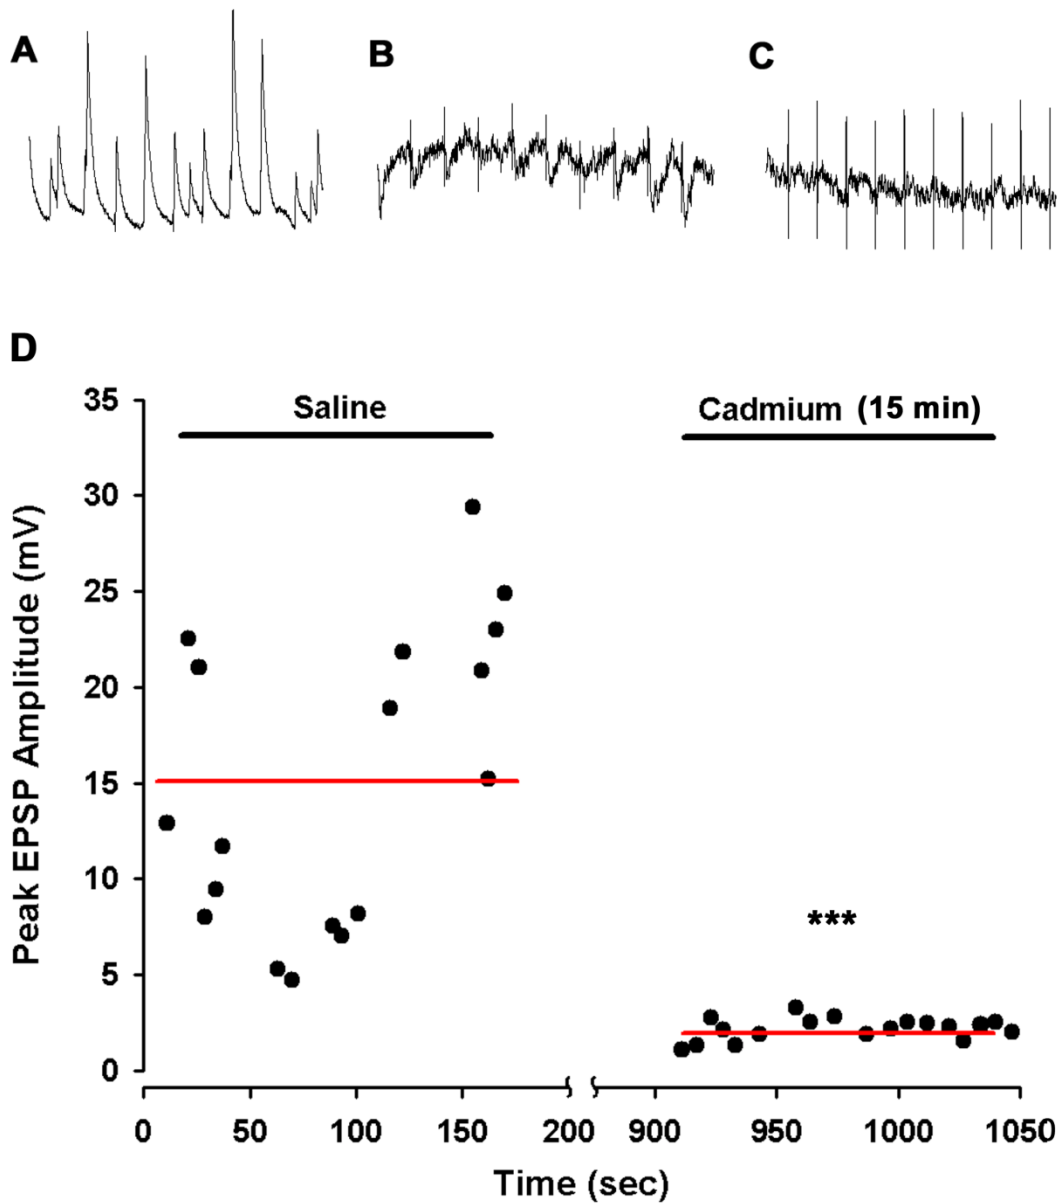 A
B
C
D
Saline
Cadmium (15 min)
35
30
25
20
15
10
5
0
***
Peak EPSP Amplitude (mV)
0 50 100 150 200 900 950 1000 1050
Time (sec)